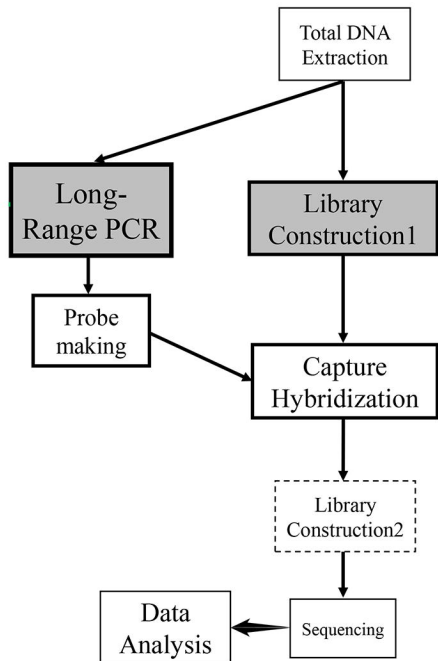 Total DNA
Extraction
Long-
Range PCR
Library
Construction1
Probe
making
Capture
Hybridization
Library
Construction2
Data
Analysis
Sequencing